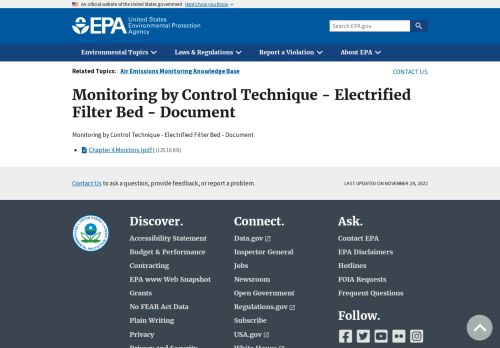 An official website of the United States government Here's how you know
EPA United States
Environmental Protection
Agency
Search EPA.gov
Environmental Topics Laws & Regulations Report a Violation About EPA
Related Topics: Air Emissions Monitoring Knowledge Base
CONTACT US
Monitoring by Control Technique - Electrified
Filter Bed - Document
Monitoring by Control Technique - Electrified Filter Bed - Document
Chapter 4 Monitors (pdf) (125.16 KB)
Contact Us to ask a question, provide feedback, or report a problem.
LAST UPDATED ON NOVEMBER 29, 2022
Discover.
Accessibility Statement
Budget & Performance
Contracting
EPA www Web Snapshot
Grants
No FEAR Act Data
Plain Writing
Privacy
Privacy and Security
Connect.
Data.gov
Inspector General
Jobs
Newsroom
Open Government
Regulations.gov
Subscribe
USA.gov
White House
Ask.
Contact EPA
EPA Disclaimers
Hotlines
FOIA Requests
Frequent Questions
Follow.